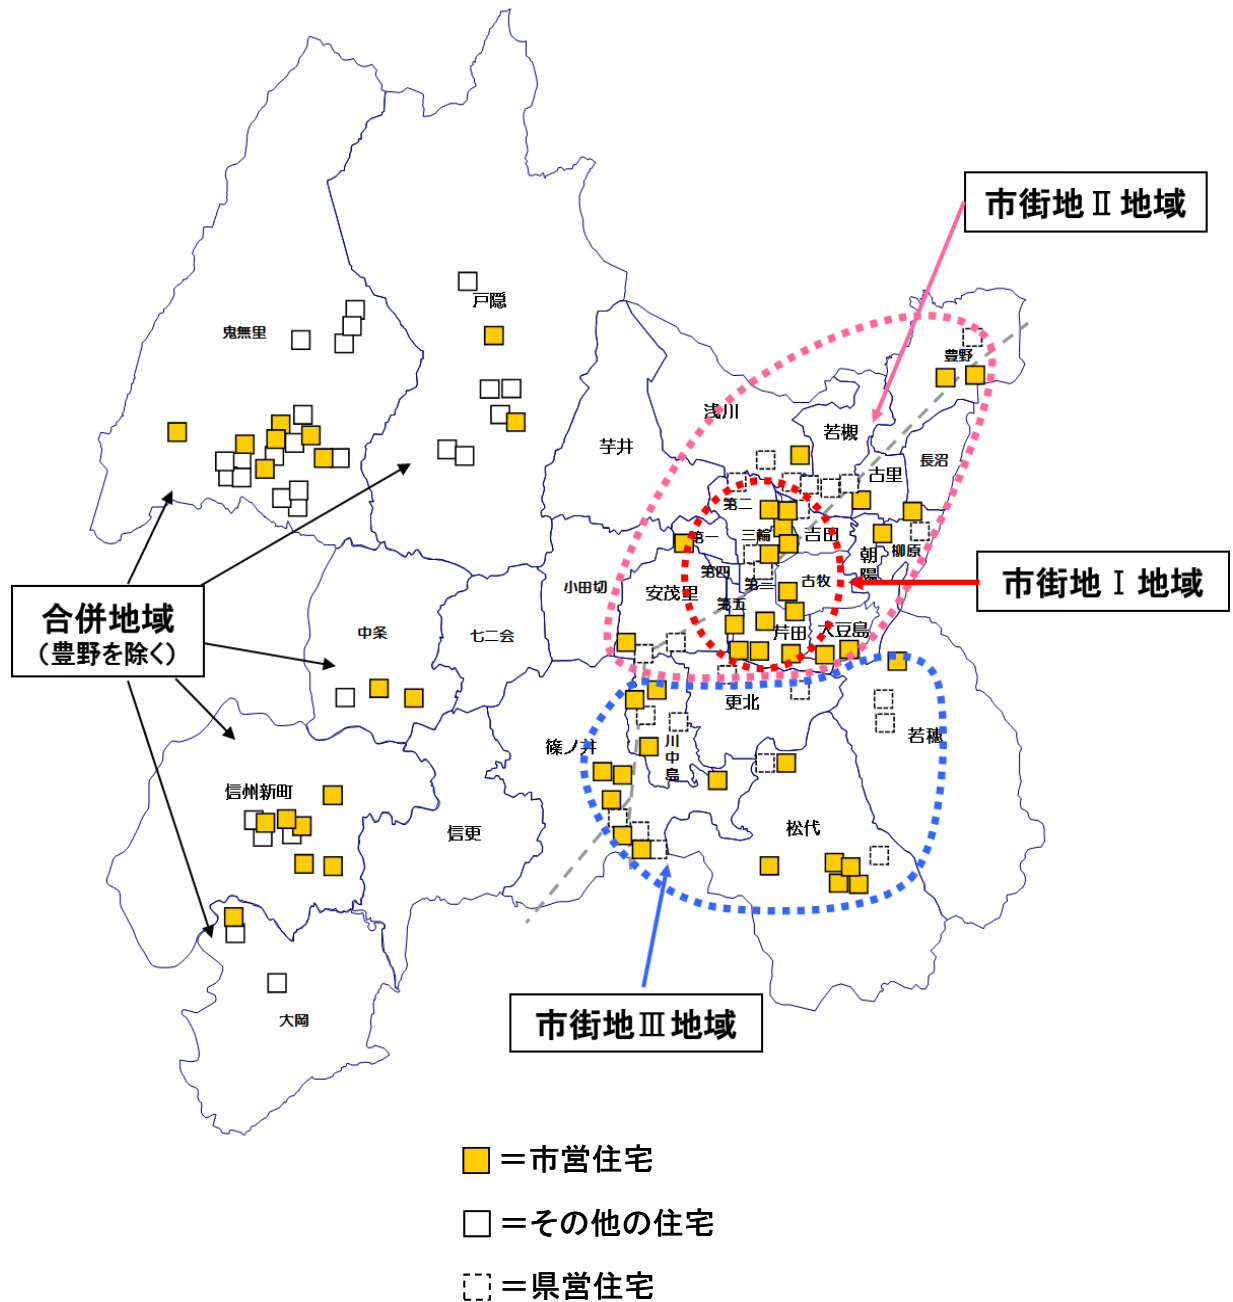 市街地Ⅱ地域
戸隠
鬼無里
豊野
浅川
若槻
芋井
古里
長沼
第二
第一
三輪
吉田
朝陽
柳原
小田切
安茂里
第四
第三
古牧
市街地Ⅰ地域
合併地域
（豊野を除く）
第五
芹田
大豆島
中条
七二会
更北
若穂
篠ノ井
川中島
信州新町
信更
松代
市街地Ⅲ地域
大岡
＝市営住宅
＝その他の住宅
＝県営住宅